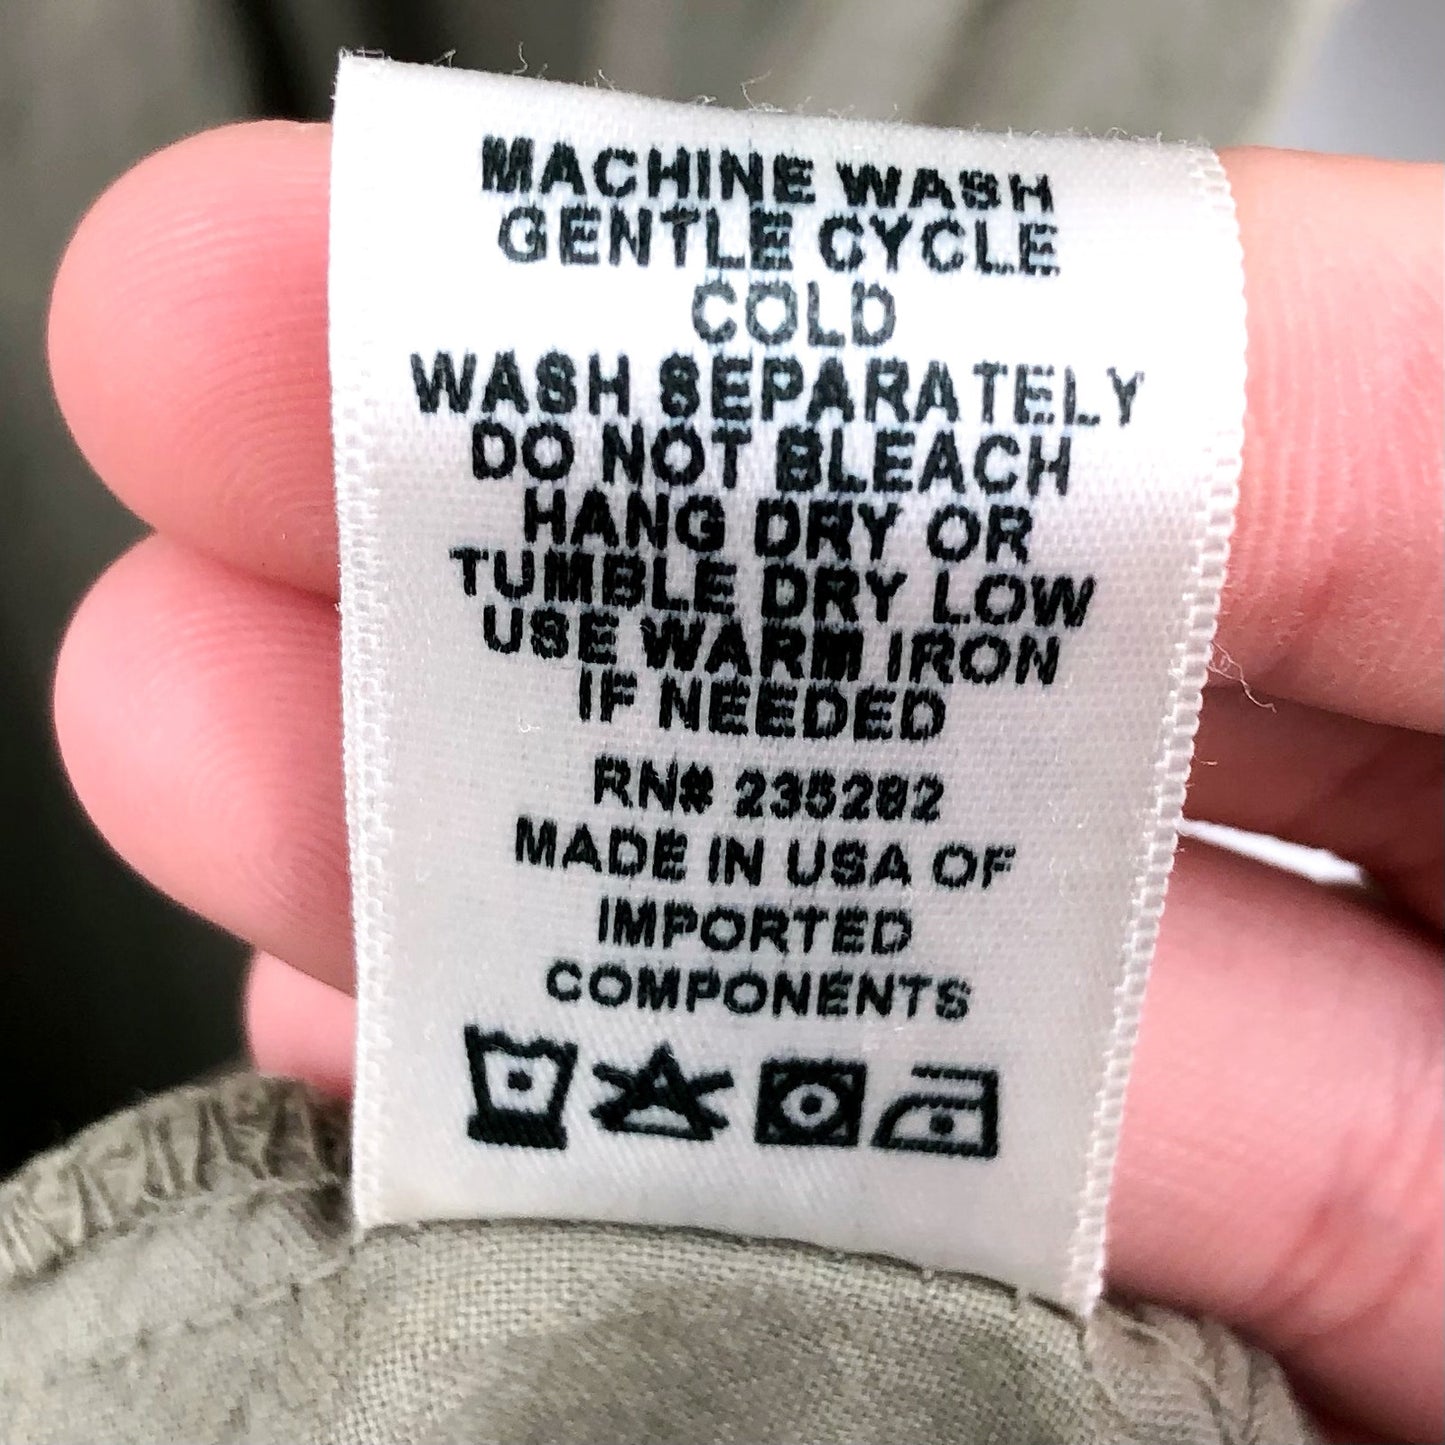 MACHINE WASH
GENTLE CYCLE
COLD
WASH SEPARATELY
DO NOT BLEACH
HANG DRY OR
TUMBLE DRY LOW
USE WARM IRON
IF NEEDED
RN# 235282
MADE IN USA OF
IMPORTED
COMPONENTS